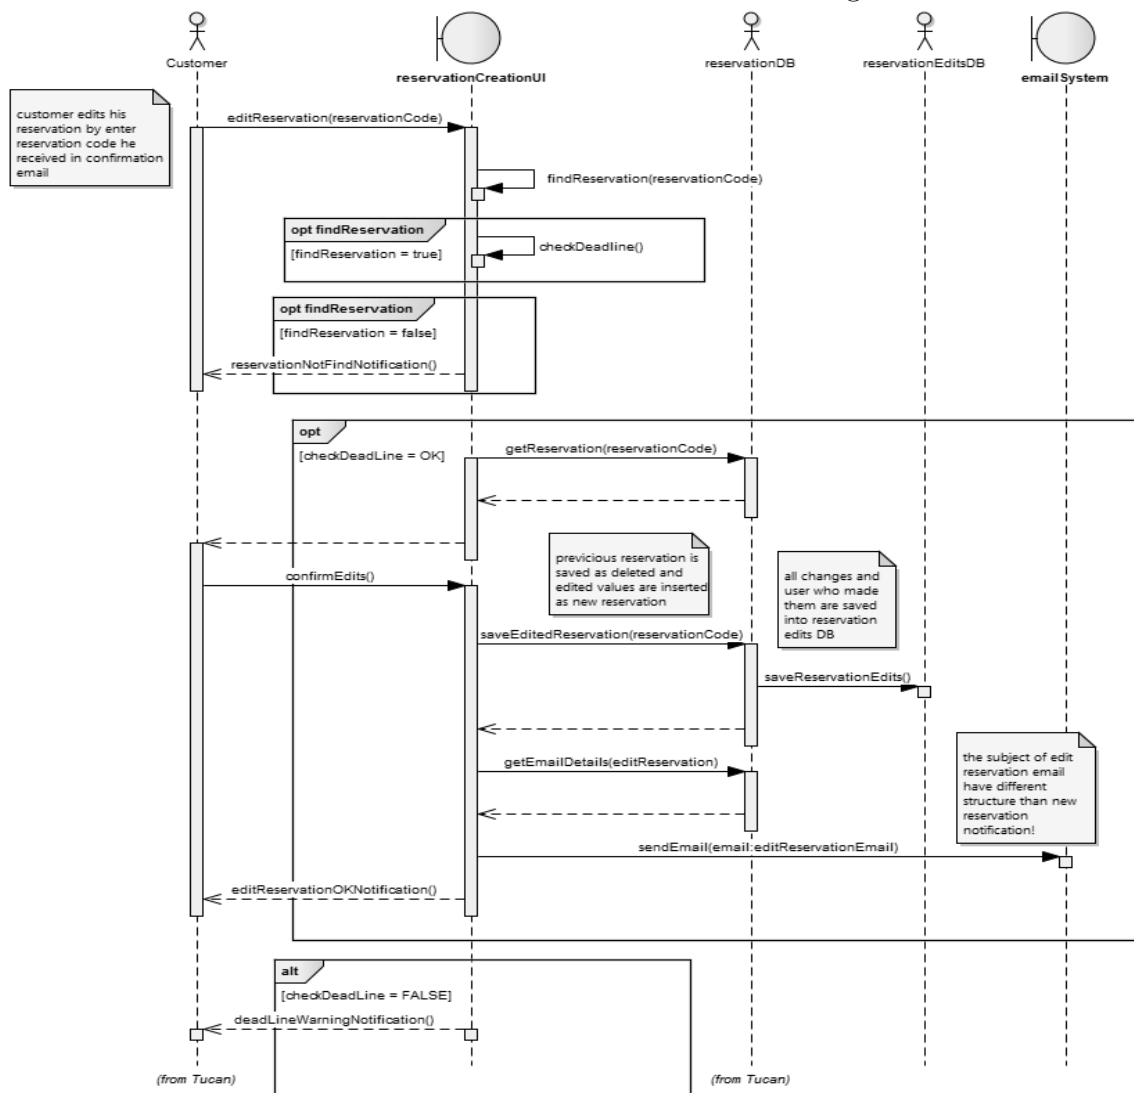 Customer
reservationCreationUI
reservationDB
reservationEditsDB
emailSystem
customer edits his
reservation by enter
reservation code he
received in confirmation
email
editReservation(reservationCode)
findReservation(reservationCode)
opt findReservation
[findReservation = true]
checkDeadline()
opt findReservation
[findReservation = false]
reservationNotFindNotification()
opt
[checkDeadLine = OK]
getReservation(reservationCode)
previcious reservation is
saved as deleted and
edited values are inserted
as new reservation
all changes and
user who made
them are saved
into reservation
edits DB
confirmEdits()
saveEditedReservation(reservationCode)
saveReservationEdits()
the subject of edit
reservation email
have different
structure than new
reservation
notification!
getEmailDetails(editReservation)
sendEmail(email:editReservationEmail)
editReservationOKNotification()
alt
[checkDeadLine = FALSE]
deadLineWarningNotification()
(from Tucan)
(from Tucan)